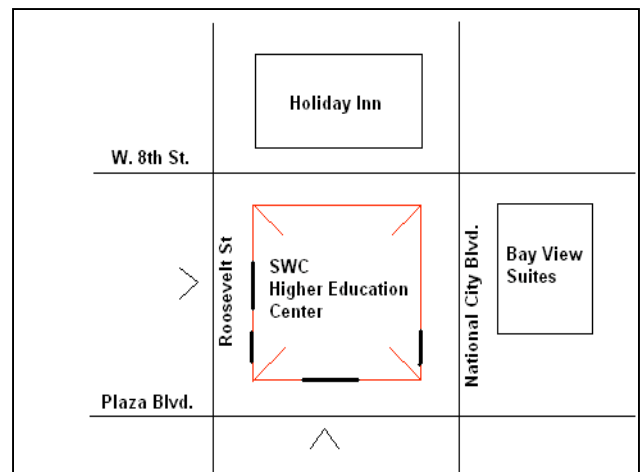 Holiday Inn
W. 8th St.
Roosevelt St
SWC
Higher Education
Center
National City Blvd.
Bay View
Suites
Plaza Blvd.